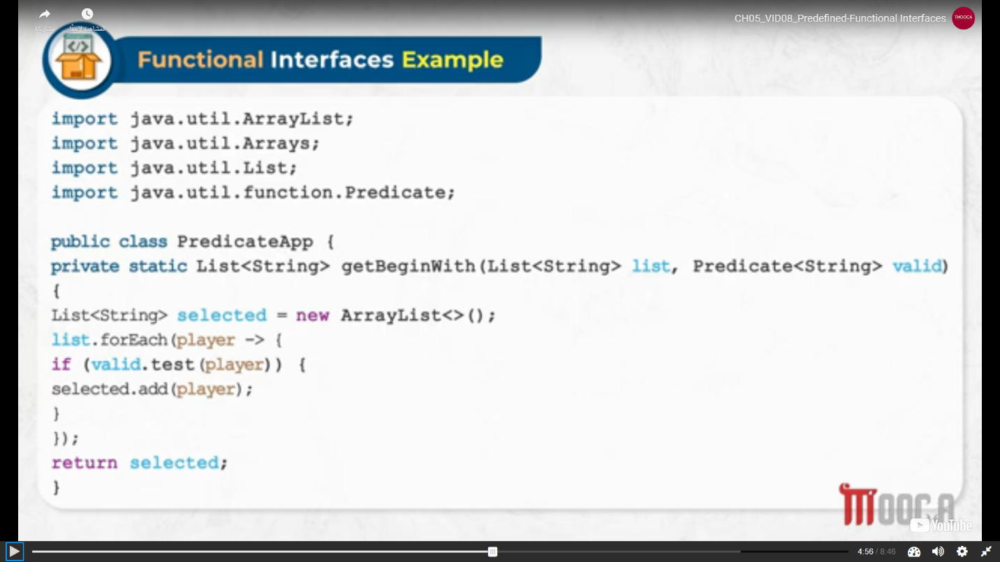 المشاهدة لاحقًا
مشاركة
CH05_VID08_Predefined-Functional Interfaces
TMOOCA
</>
Functional Interfaces Example
import java.util.ArrayList;
import java.util.Arrays;
import java.util.List;
import java.util.function.Predicate;
public class PredicateApp {
private static List<String> getBeginWith(List<String> list, Predicate<String> valid)
{
List<String> selected = new ArrayList<>();
list.forEach(player -> {
if (valid.test(player)) {
selected.add(player);
}
});
return selected;
}
MOOCA
YouTube
4:56 / 8:46